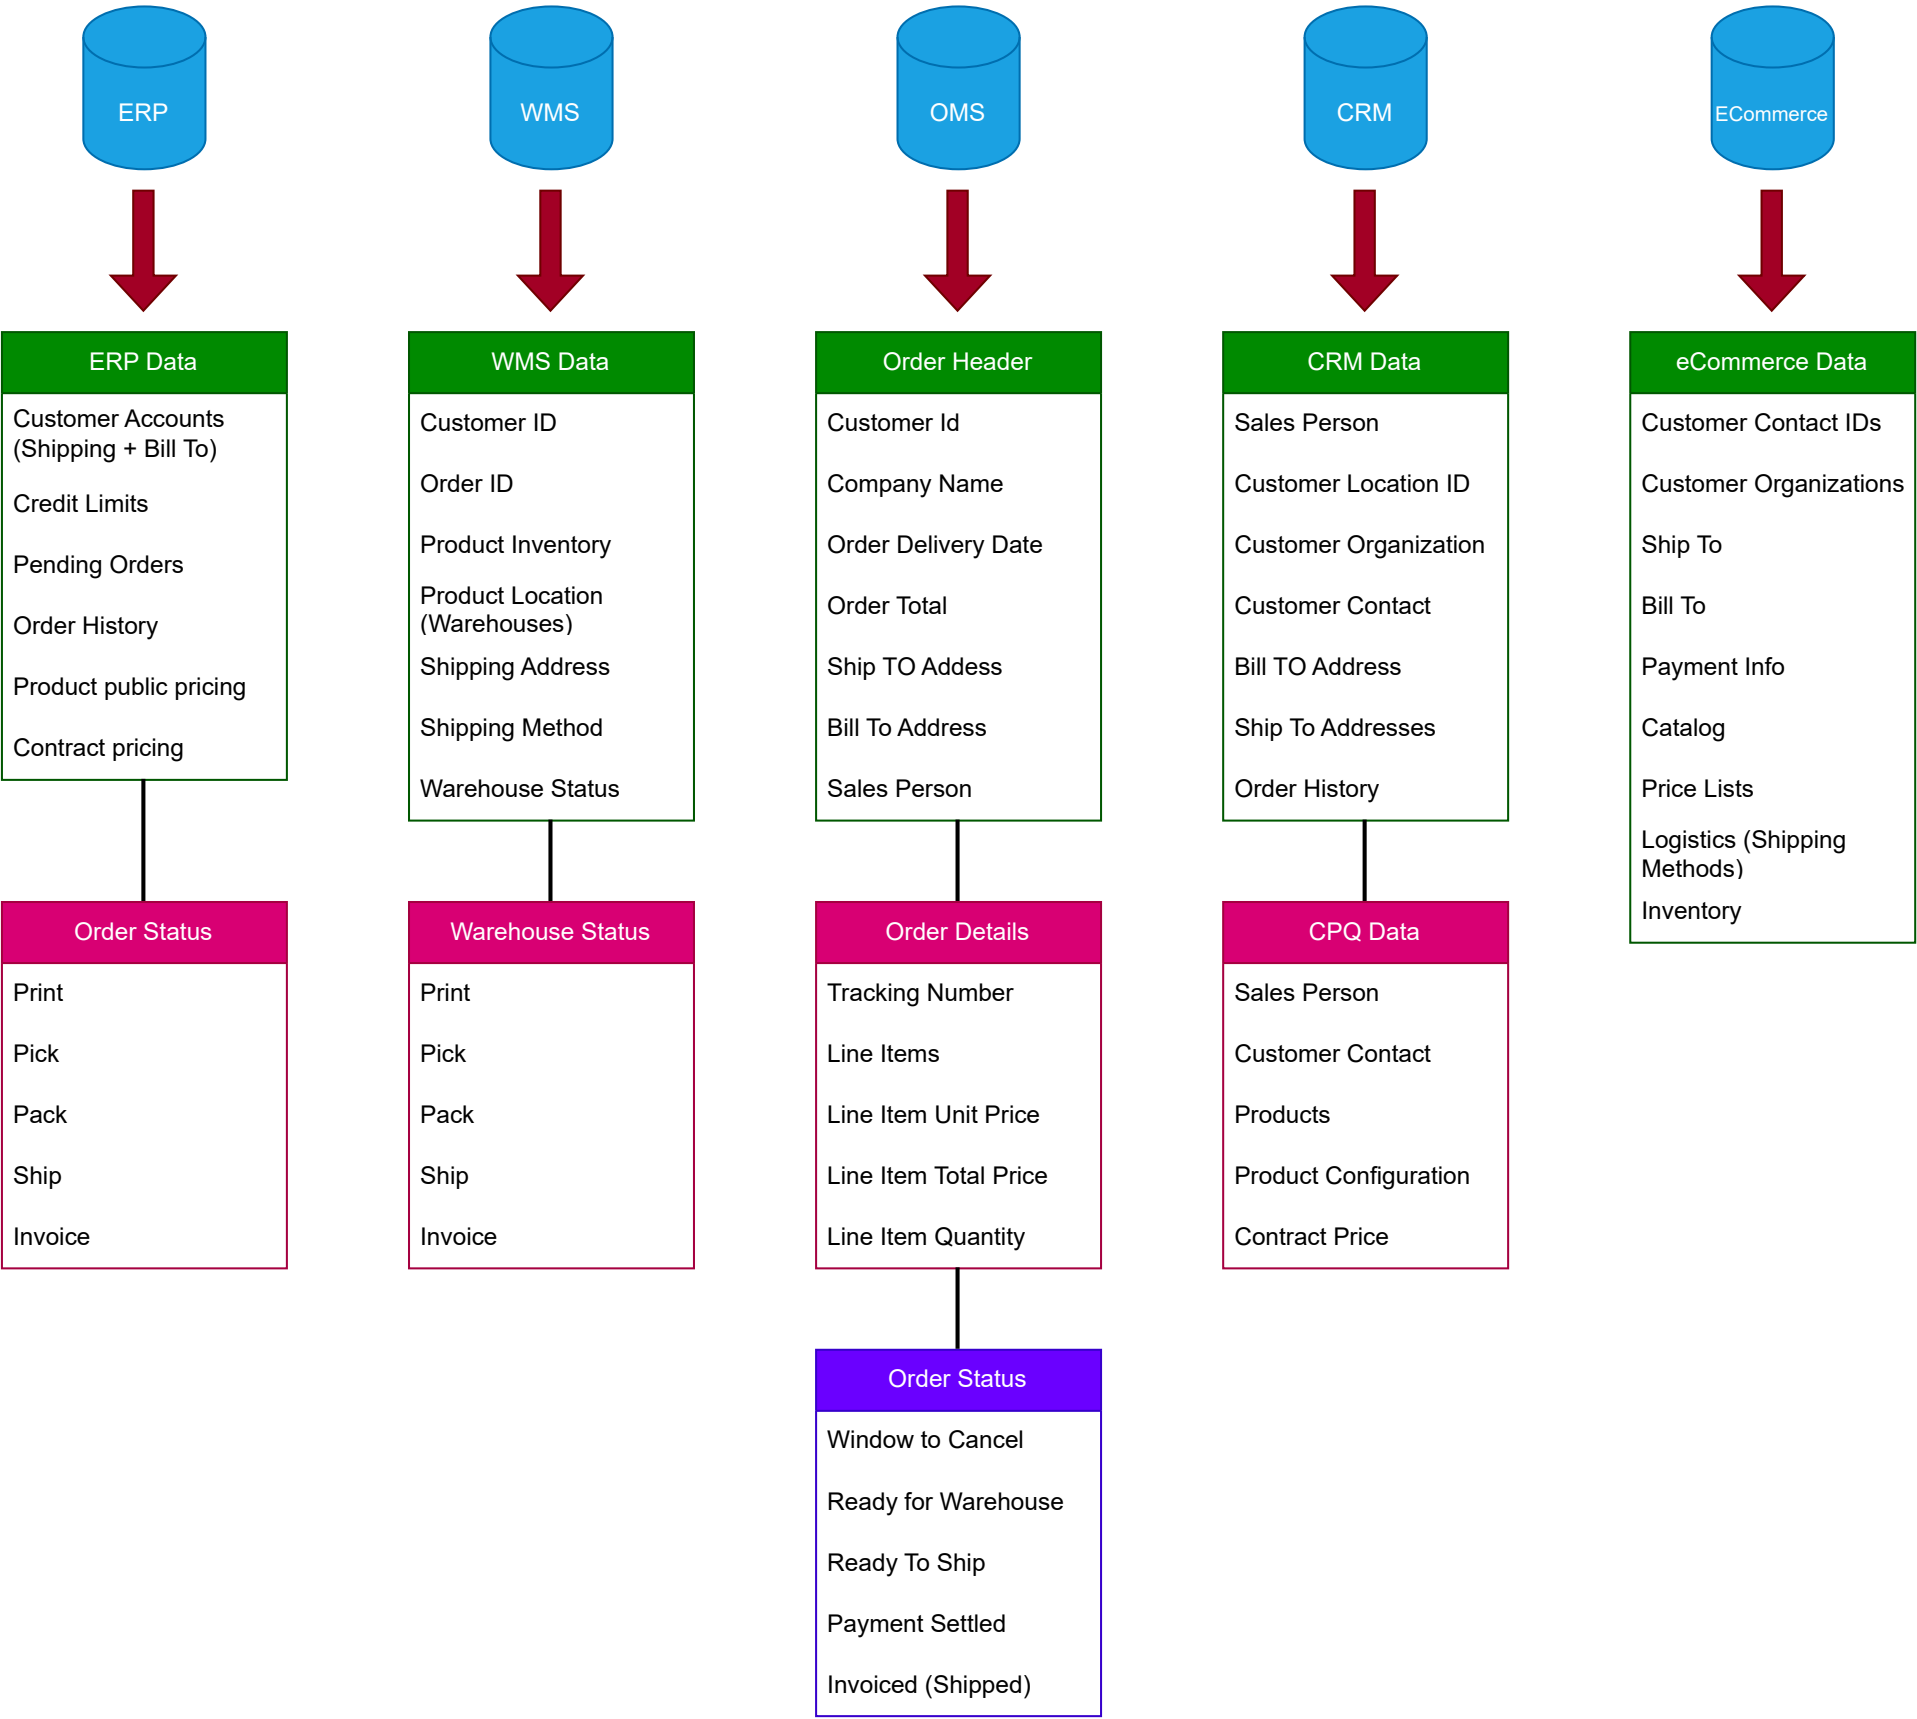 ERP
WMS
OMS
CRM
ECommerce
ERP Data
Customer Accounts
(Shipping + Bill To)
Credit Limits
Pending Orders
Order History
Product public pricing
Contract pricing
Order Status
Print
Pick
Pack
Ship
Invoice
WMS Data
Customer ID
Order ID
Product Inventory
Product Location
(Warehouses)
Shipping Address
Shipping Method
Warehouse Status
Warehouse Status
Print
Pick
Pack
Ship
Invoice
Order Header
Customer Id
Company Name
Order Delivery Date
Order Total
Ship TO Addess
Bill To Address
Sales Person
Order Details
Tracking Number
Line Items
Line Item Unit Price
Line Item Total Price
Line Item Quantity
Order Status
Window to Cancel
Ready for Warehouse
Ready To Ship
Payment Settled
Invoiced (Shipped)
CRM Data
Sales Person
Customer Location ID
Customer Organization
Customer Contact
Bill TO Address
Ship To Addresses
Order History
CPQ Data
Sales Person
Customer Contact
Products
Product Configuration
Contract Price
eCommerce Data
Customer Contact IDs
Customer Organizations
Ship To
Bill To
Payment Info
Catalog
Price Lists
Logistics (Shipping
Methods)
Inventory